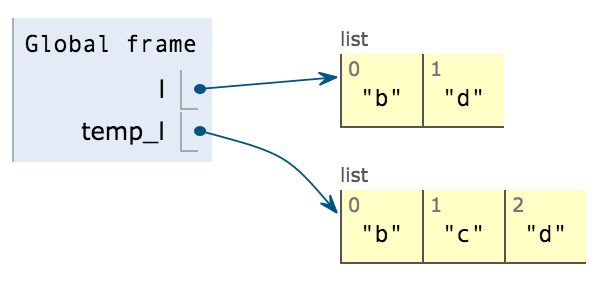 Global frame
l
temp_l
list
0 1
"b" "d"
list
0 1 2
"b" "c" "d"